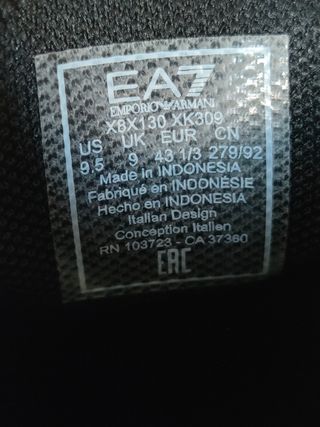 EA7
EMPORIO ARMANI
X8X130 XK309
US UK EUR CN
9.5 9 43 1/3 279/92
Made in INDONESIA
Fabriqué en INDONÉSIE
Hecho en INDONESIA
Italian Design
Conception Italien
RN 103723 - CA 37360
EAC